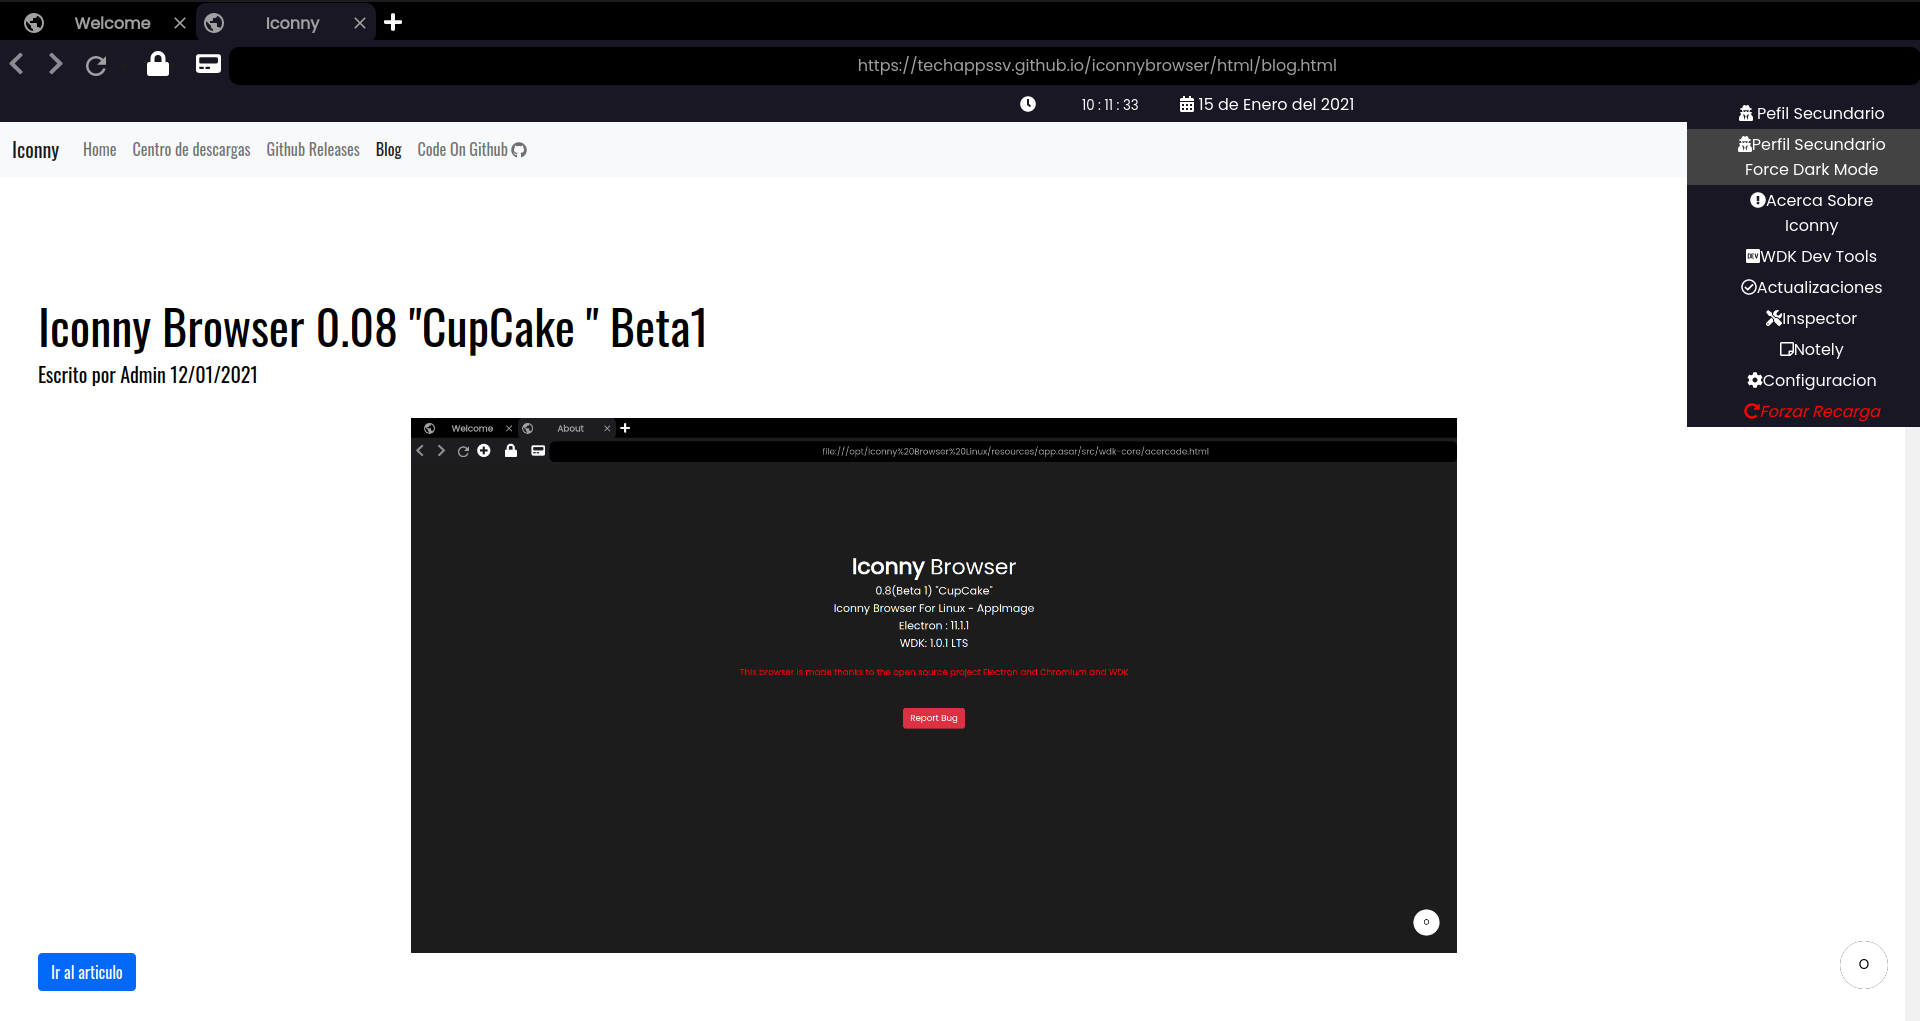 Welcome
Iconny
https://techappssv.github.io/iconnybrowser/html/blog.html
10 : 11 : 33
15 de Enero del 2021
Pefil Secundario
Perfil Secundario
Force Dark Mode
Acerca Sobre
Iconny
WDK Dev Tools
Actualizaciones
Inspector
Notely
Configuracion
Forzar Recarga
Iconny Home Centro de descargas Github Releases Blog Code On Github
Iconny Browser 0.08 "CupCake " Beta1
Escrito por Admin 12/01/2021
Welcome
About
file:///opt/Iconny%20Browser%20Linux/resources/app.asar/src/wdk-core/acercade.html
Iconny Browser
0.8(Beta 1) "CupCake"
Iconny Browser For Linux - AppImage
Electron : 11.1.1
WDK: 1.0.1 LTS
This browser is made thanks to the open source project Electron and Chromium and WDK
Report Bug
O
Ir al articulo
O